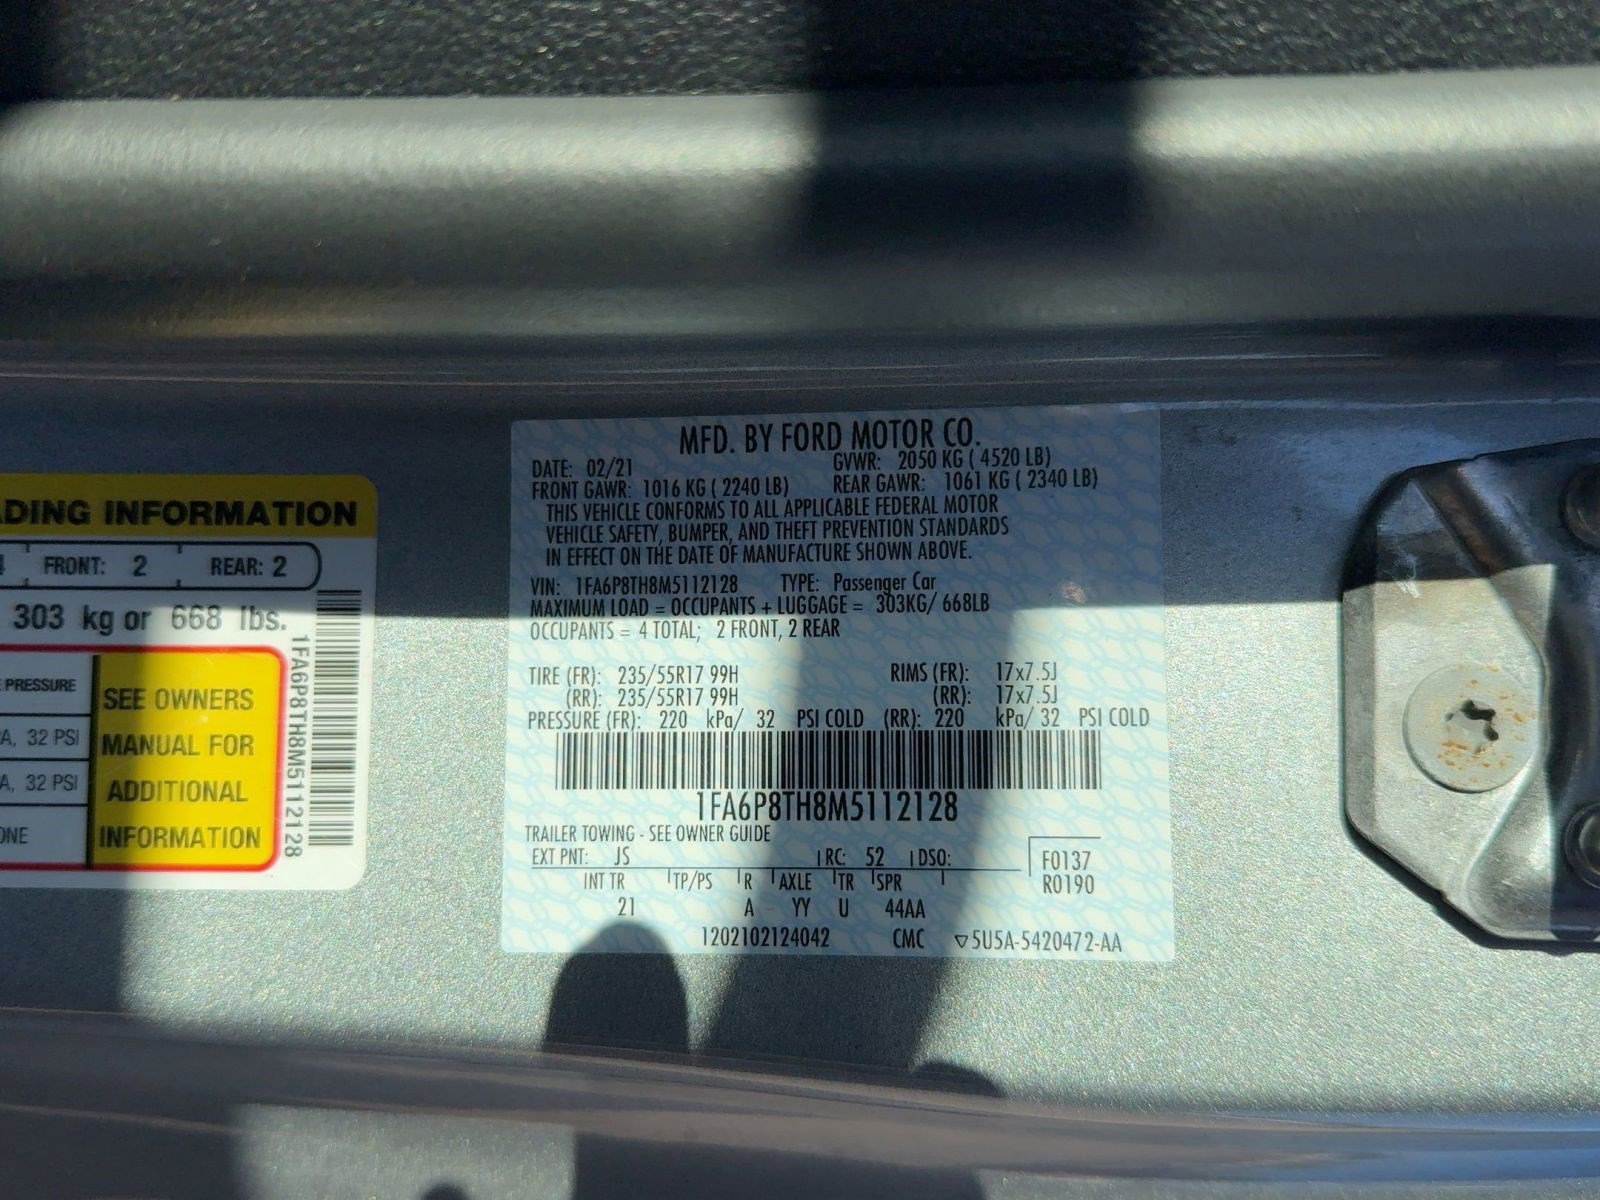 ADING INFORMATION
FRONT: 2 REAR: 2
303 kg or 668 lbs.
PRESSURE
A, 32 PSI
A, 32 PSI
ONE
SEE OWNERS
MANUAL FOR
ADDITIONAL
INFORMATION
1FA6P8TH8M5112128
MFD. BY FORD MOTOR CO.
DATE: 02/21 GVWR: 2050 KG ( 4520 LB)
FRONT GAWR: 1016 KG ( 2240 LB) REAR GAWR: 1061 KG ( 2340 LB)
THIS VEHICLE CONFORMS TO ALL APPLICABLE FEDERAL MOTOR
VEHICLE SAFETY, BUMPER, AND THEFT PREVENTION STANDARDS
IN EFFECT ON THE DATE OF MANUFACTURE SHOWN ABOVE.
VIN: 1FA6P8TH8M5112128 TYPE: Passenger Car
MAXIMUM LOAD = OCCUPANTS + LUGGAGE = 303KG/ 668LB
OCCUPANTS = 4 TOTAL; 2 FRONT, 2 REAR
TIRE (FR): 235/55R17 99H RIMS (FR): 17x7.5J
(RR): 235/55R17 99H (RR): 17x7.5J
PRESSURE (FR): 220 kPa/ 32 PSI COLD (RR): 220 kPa/ 32 PSI COLD
1FA6P8TH8M5112128
TRAILER TOWING - SEE OWNER GUIDE
EXT PNT: JS RC: 52 DSO: F0137
INT TR TP/PS R AXLE TR SPR R0190
21 A YY U 44AA
1202102124042 CMC ▽5U5A-5420472-AA